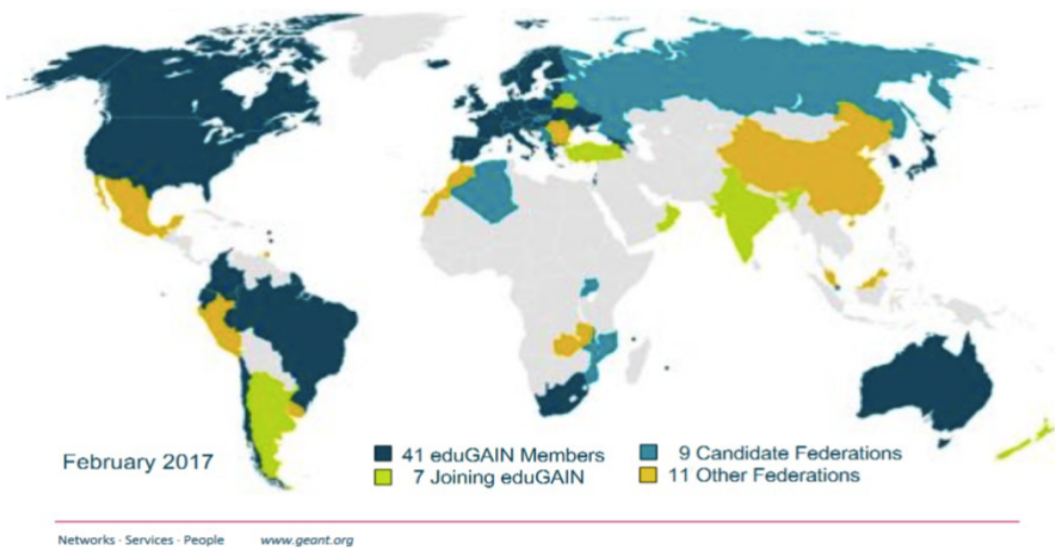 February 2017
41 eduGAIN Members
7 Joining eduGAIN
9 Candidate Federations
11 Other Federations
Networks · Services · People www.geant.org